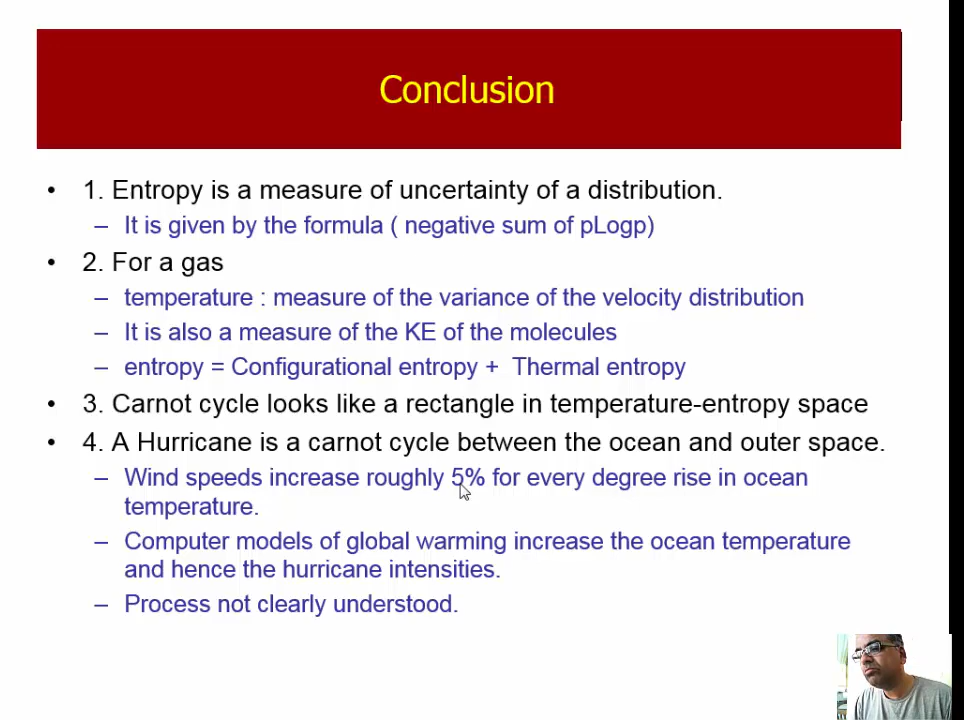 Conclusion
• 1. Entropy is a measure of uncertainty of a distribution.
– It is given by the formula ( negative sum of pLogp)
• 2. For a gas
– temperature : measure of the variance of the velocity distribution
– It is also a measure of the KE of the molecules
– entropy = Configurational entropy + Thermal entropy
• 3. Carnot cycle looks like a rectangle in temperature-entropy space
• 4. A Hurricane is a carnot cycle between the ocean and outer space.
– Wind speeds increase roughly 5% for every degree rise in ocean
temperature.
– Computer models of global warming increase the ocean temperature
and hence the hurricane intensities.
– Process not clearly understood.